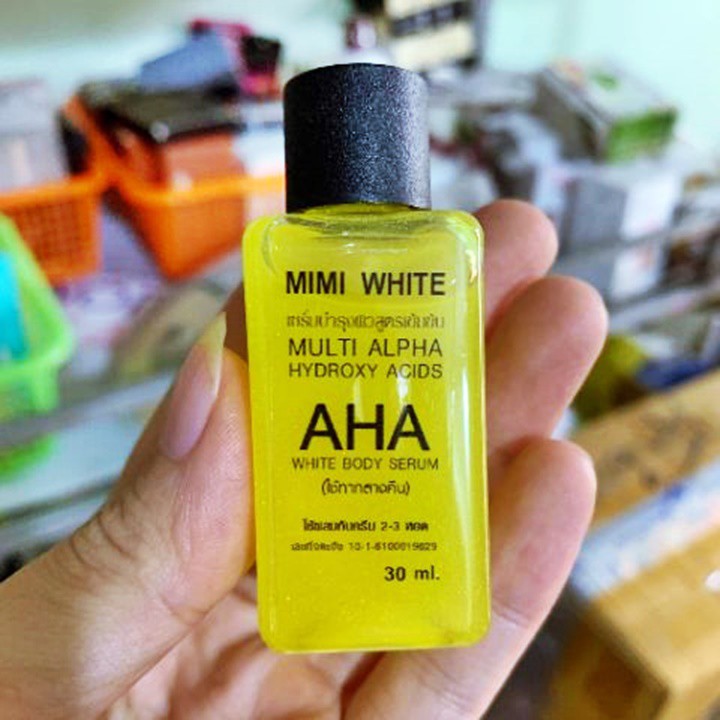 MIMI WHITE
เซรั่มบำรุงผิวสูตรเข้มข้น
MULTI ALPHA
HYDROXY ACIDS
AHA
WHITE BODY SERUM
(ใช้ทากลางคืน)
ใช้ผสมกับครีม 2-3 หยด
เลขที่จดแจ้ง 10-1-6100019629
30 ml.